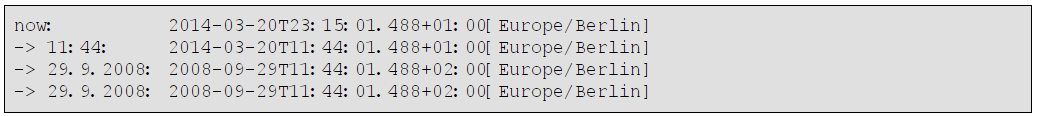 now: 2014-03-20T23:15:01.488+01:00[Europe/Berlin]
-> 11:44: 2014-03-20T11:44:01.488+01:00[Europe/Berlin]
-> 29.9.2008: 2008-09-29T11:44:01.488+02:00[Europe/Berlin]
-> 29.9.2008: 2008-09-29T11:44:01.488+02:00[Europe/Berlin]